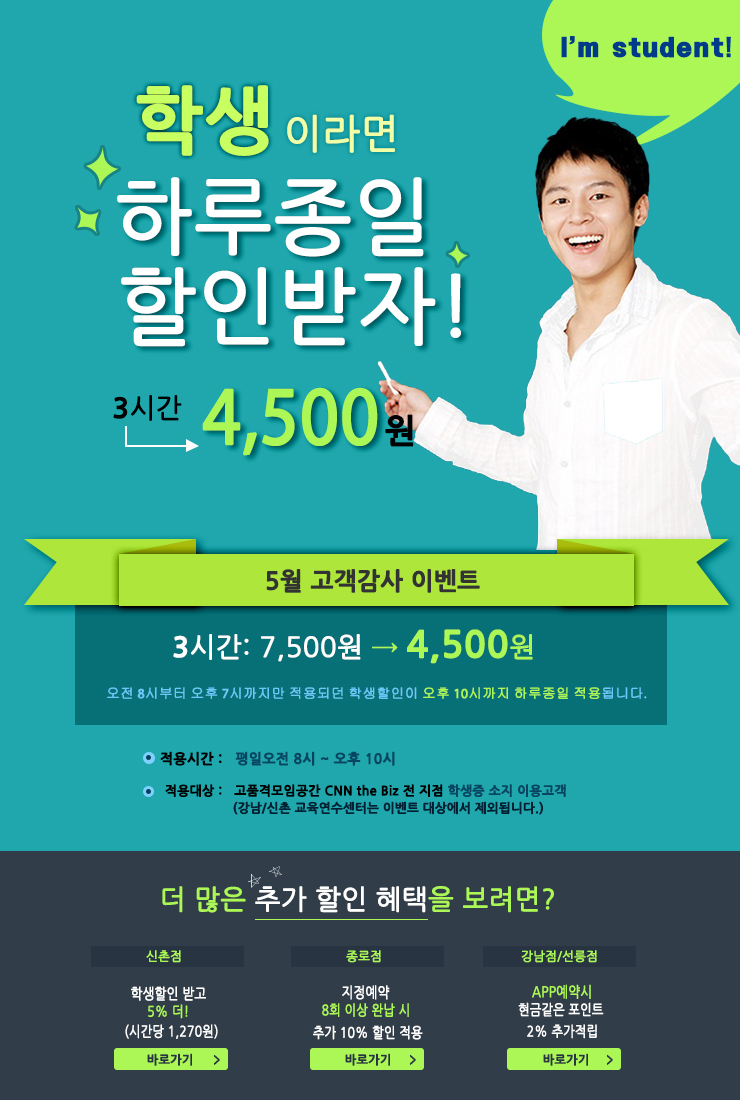 I'm student!
학생 이라면
하루종일
할인받자!
3시간
4,500원
5월 고객감사 이벤트
3시간: 7,500원 → 4,500원
오전 8시부터 오후 7시까지만 적용되던 학생할인이 오후 10시까지 하루종일 적용됩니다.
적용시간 : 평일오전 8시 ~ 오후 10시
적용대상 : 고품격모임공간 CNN the Biz 전 지점 학생증 소지 이용고객
(강남/신촌 교육연수센터는 이벤트 대상에서 제외됩니다.)
더 많은 추가 할인 혜택을 보려면?
신촌점
학생할인 받고
5% 더!
(시간당 1,270원)
바로가기 >
종로점
지정예약
8회 이상 완납 시
추가 10% 할인 적용
바로가기 >
강남점/선릉점
APP예약시
현금같은 포인트
2% 추가적립
바로가기 >